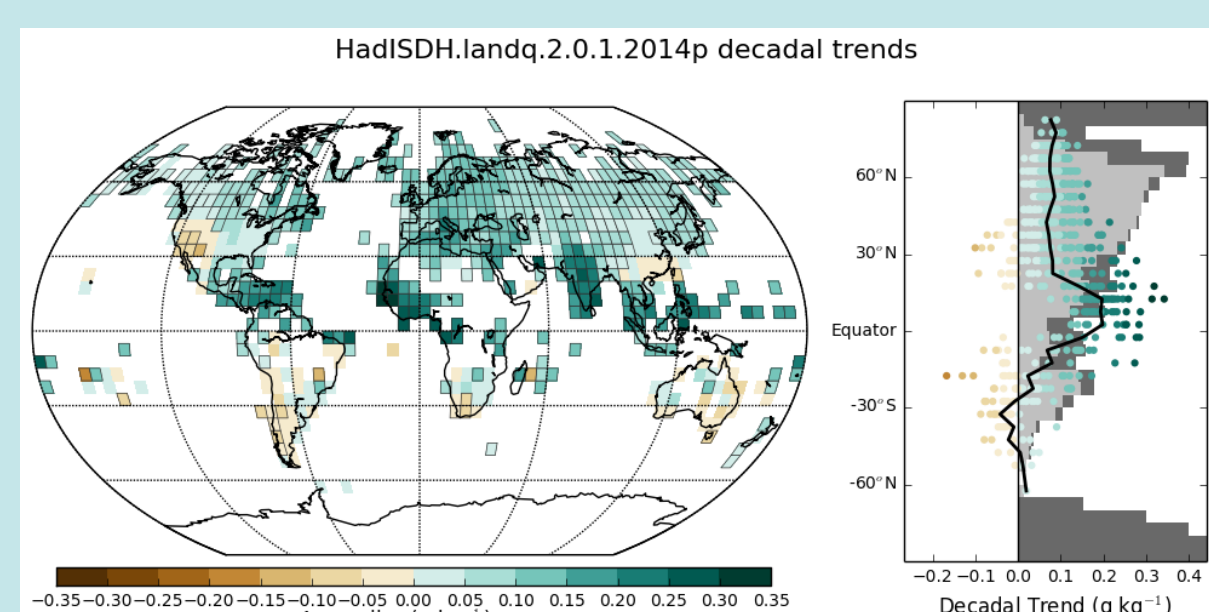 HadISDH.landq.2.0.1.2014p decadal trends
60°N
30°N
Equator
-30°S
-60°N
-0.2 -0.1 0.0 0.1 0.2 0.3 0.4
Decadal Trend (g kg⁻¹)
-0.35 -0.30 -0.25 -0.20 -0.15 -0.10 -0.05 0.00 0.05 0.10 0.15 0.20 0.25 0.30 0.35